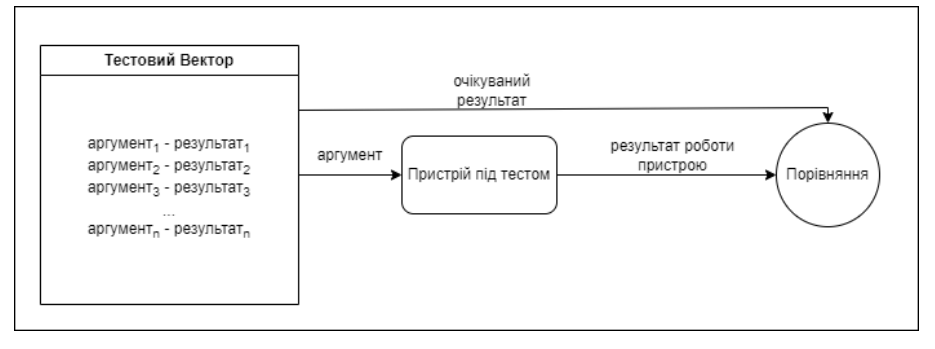 Тестовий Вектор
аргумент₁ - результат₁
аргумент₂ - результат₂
аргумент₃ - результат₃
...
аргументₙ - результатₙ
очікуваний
результат
аргумент
Пристрій під тестом
результат роботи
пристрою
Порівняння